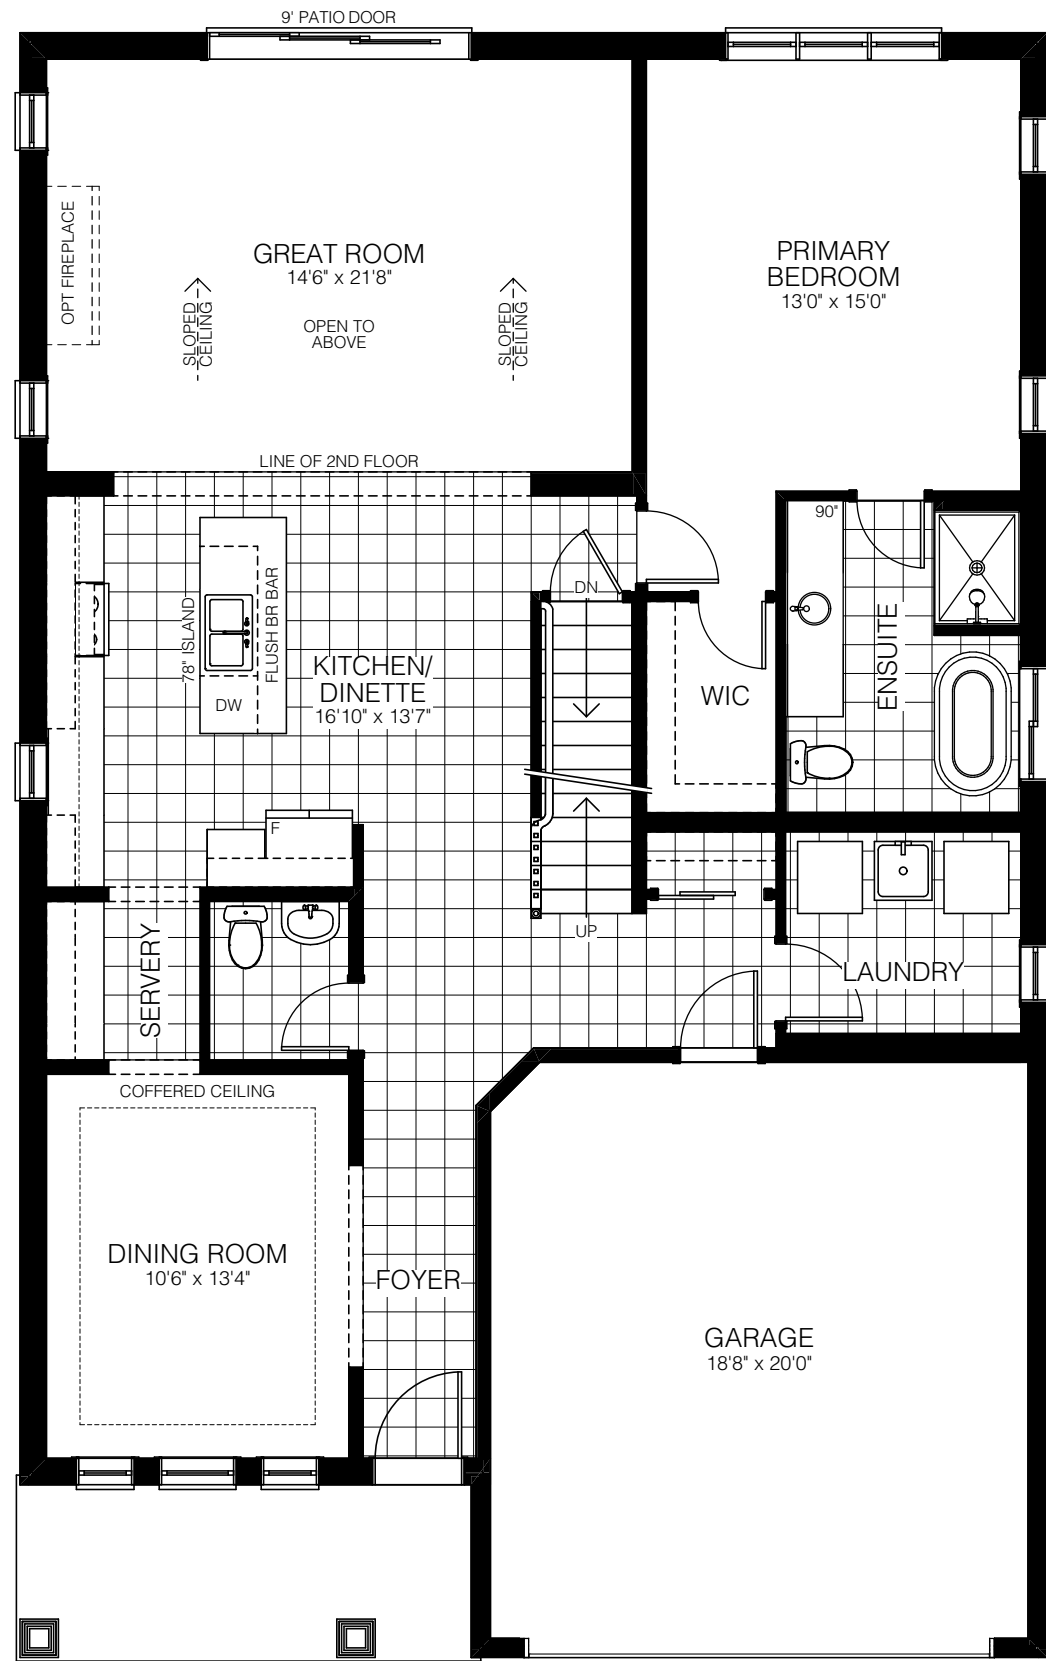 9' PATIO DOOR
OPT FIREPLACE
GREAT ROOM
14'6" x 21'8"
SLOPED
CEILING
OPEN TO
ABOVE
SLOPED
CEILING
PRIMARY
BEDROOM
13'0" x 15'0"
LINE OF 2ND FLOOR
90"
78" ISLAND
FLUSH BR BAR
DW
KITCHEN/
DINETTE
16'10" x 13'7"
DN
WIC
ENSUITE
F
UP
LAUNDRY
SERVERY
COFFERED CEILING
DINING ROOM
10'6" x 13'4"
FOYER
GARAGE
18'8" x 20'0"